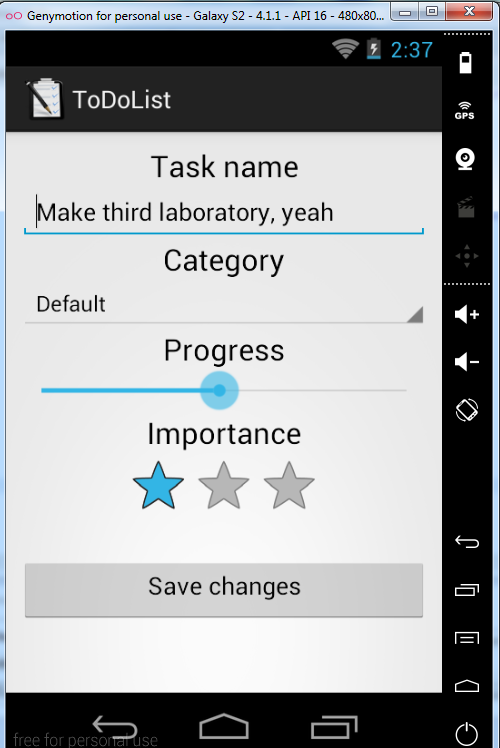 Genymotion for personal use - Galaxy S2 - 4.1.1 - API 16 - 480x80...
2:37
GPS
ToDoList
Task name
Make third laboratory, yeah
Category
Default
Progress
Importance
Save changes
free for personal use